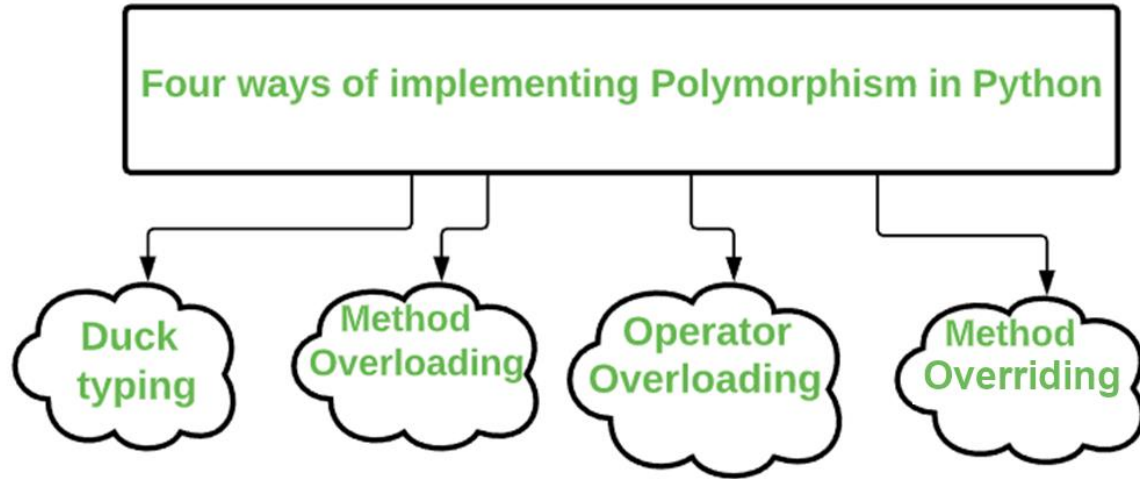 Four ways of implementing Polymorphism in Python
Duck
typing
Method
Overloading
Operator
Overloading
Method
Overriding